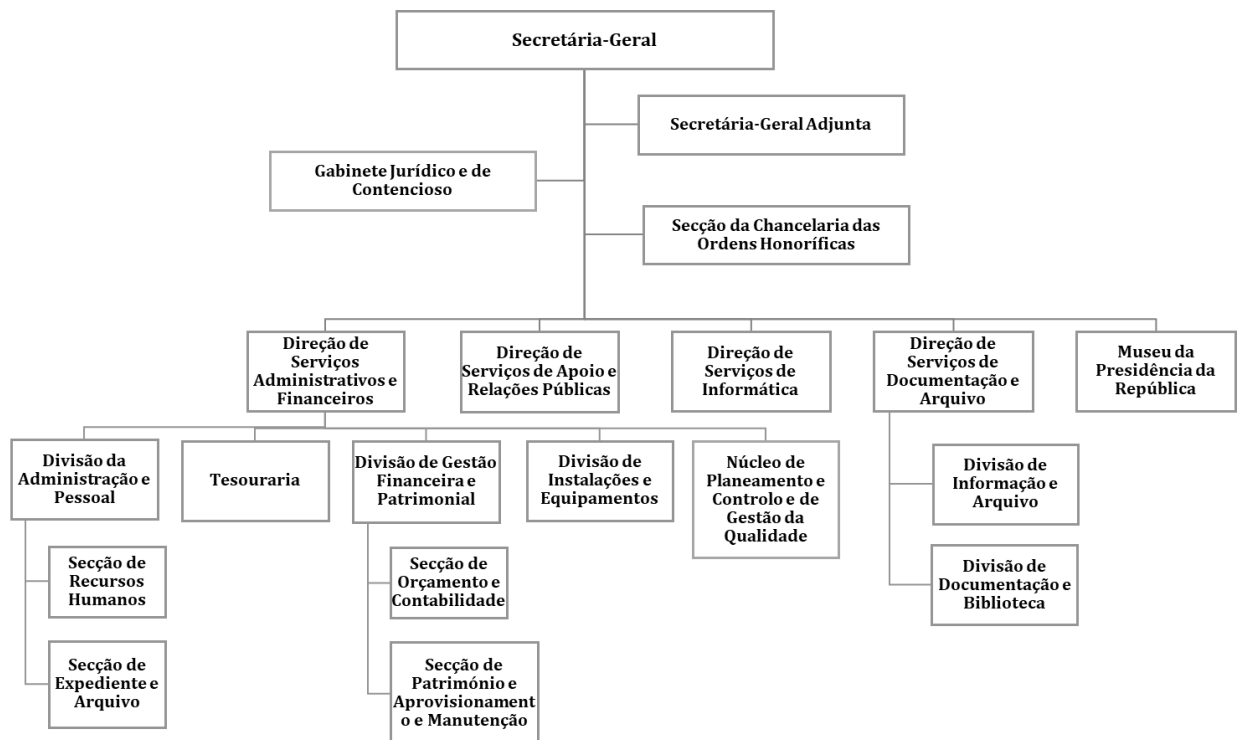 Secretária-Geral
Secretária-Geral Adjunta
Gabinete Jurídico e de
Contencioso
Secção da Chancelaria das
Ordens Honoríficas
Direção de
Serviços
Administrativos e
Financeiros
Direção de
Serviços de Apoio e
Relações Públicas
Direção de
Serviços de
Informática
Direção de
Serviços de
Documentação e
Arquivo
Museu da
Presidência da
República
Divisão da
Administração e
Pessoal
Tesouraria
Divisão de Gestão
Financeira e
Patrimonial
Divisão de
Instalações e
Equipamentos
Núcleo de
Planeamento e
Controlo e de
Gestão da
Qualidade
Divisão de
Informação e
Arquivo
Secção de
Recursos
Humanos
Secção de
Orçamento e
Contabilidade
Divisão de
Documentação e
Biblioteca
Secção de
Expediente e
Arquivo
Secção de
Património e
Aprovisionament
o e Manutenção